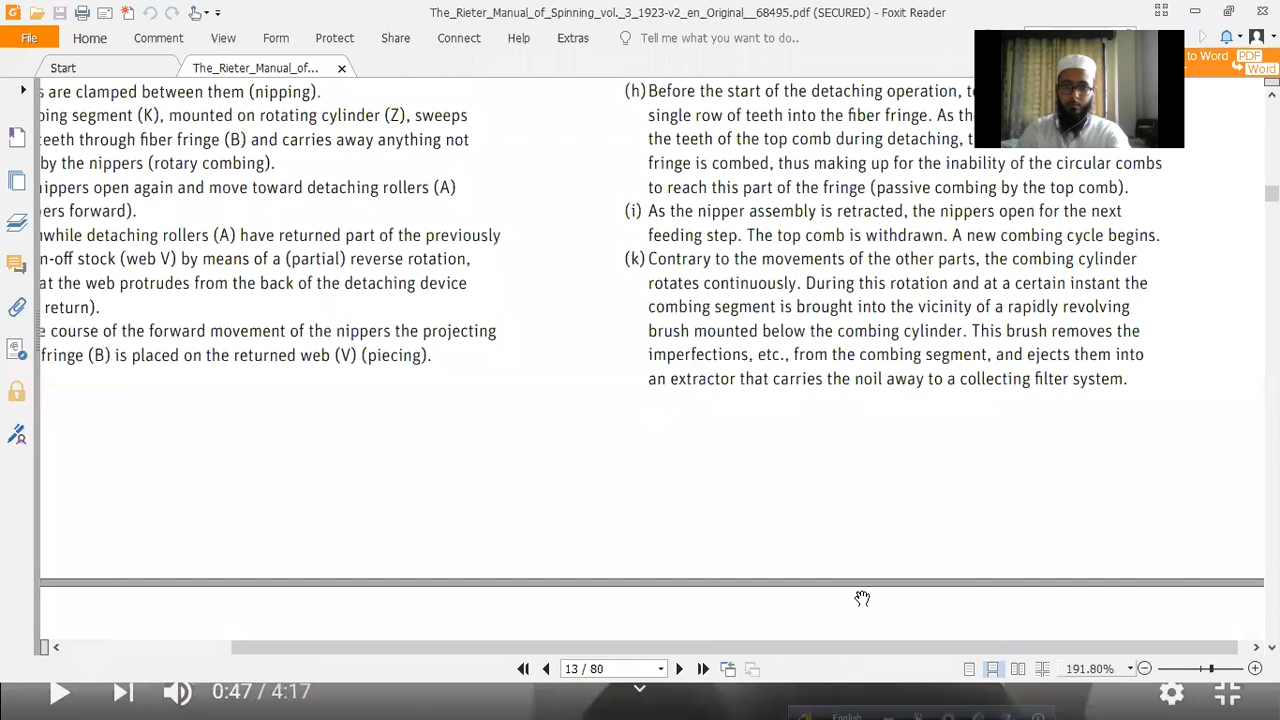 The_Rieter_Manual_of_Spinning_vol._3_1923-v2_en_Original__68495.pdf (SECURED) - Foxit Reader
File Home Comment View Form Protect Share Connect Help Extras Tell me what you want to do..
to Word
PDF
Word
Start The_Rieter_Manual_of...
s are clamped between them (nipping).
ing segment (K), mounted on rotating cylinder (Z), sweeps
teeth through fiber fringe (B) and carries away anything not
by the nippers (rotary combing).
nippers open again and move toward detaching rollers (A)
ers forward).
while detaching rollers (A) have returned part of the previously
n-off stock (web V) by means of a (partial) reverse rotation,
at the web protrudes from the back of the detaching device
return).
e course of the forward movement of the nippers the projecting
fringe (B) is placed on the returned web (V) (piecing).
(h) Before the start of the detaching operation, to
single row of teeth into the fiber fringe. As the
the teeth of the top comb during detaching, t
fringe is combed, thus making up for the inability of the circular combs
to reach this part of the fringe (passive combing by the top comb).
(i) As the nipper assembly is retracted, the nippers open for the next
feeding step. The top comb is withdrawn. A new combing cycle begins.
(k) Contrary to the movements of the other parts, the combing cylinder
rotates continuously. During this rotation and at a certain instant the
combing segment is brought into the vicinity of a rapidly revolving
brush mounted below the combing cylinder. This brush removes the
imperfections, etc., from the combing segment, and ejects them into
an extractor that carries the noil away to a collecting filter system.
13 / 80
191.80%
0:47 / 4:17
English